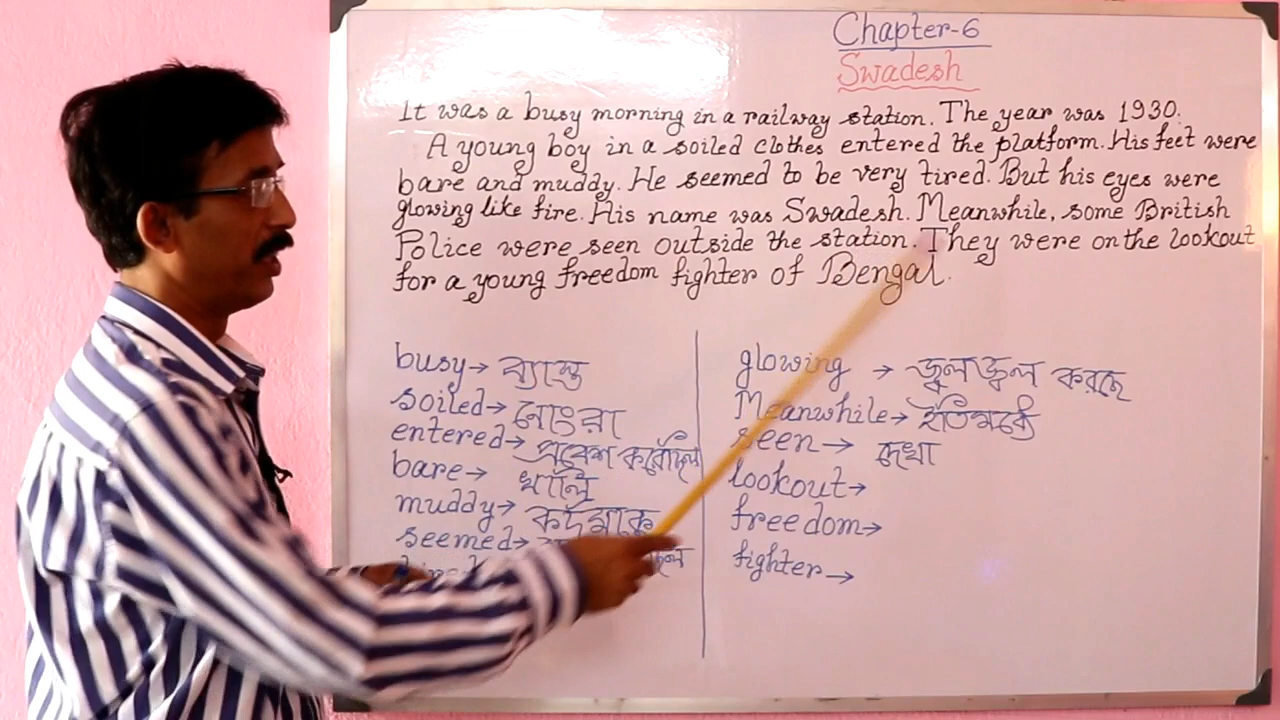 Chapter-6
Swadesh
It was a busy morning in a railway station. The year was 1930.
A young boy in a soiled clothes entered the platform. His feet were
bare and muddy. He seemed to be very tired. But his eyes were
glowing like fire. His name was Swadesh. Meanwhile, some British
Police were seen outside the station. They were on the lookout
for a young freedom fighter of Bengal.
busy→ ব্যাস্ত
soiled→ নোংরা
entered→ প্রবেশ করেছিল
bare→ খালি
muddy→ কর্দমাক্ত
seemed→
glowing → জ্বলজ্বল করছে
Meanwhile→ ইতিমধ্যে
seen→ দেখা
lookout→
freedom→
fighter→